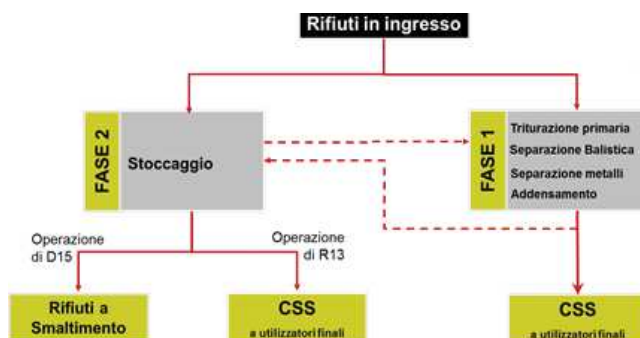 Rifiuti in ingresso
FASE 2
Stoccaggio
FASE 1
Triturazione primaria
Separazione Balistica
Separazione metalli
Addensamento
Operazione
di D15
Operazione
di R13
Rifiuti a
Smaltimento
CSS
a utilizzatori finali
CSS
a utilizzatori finali